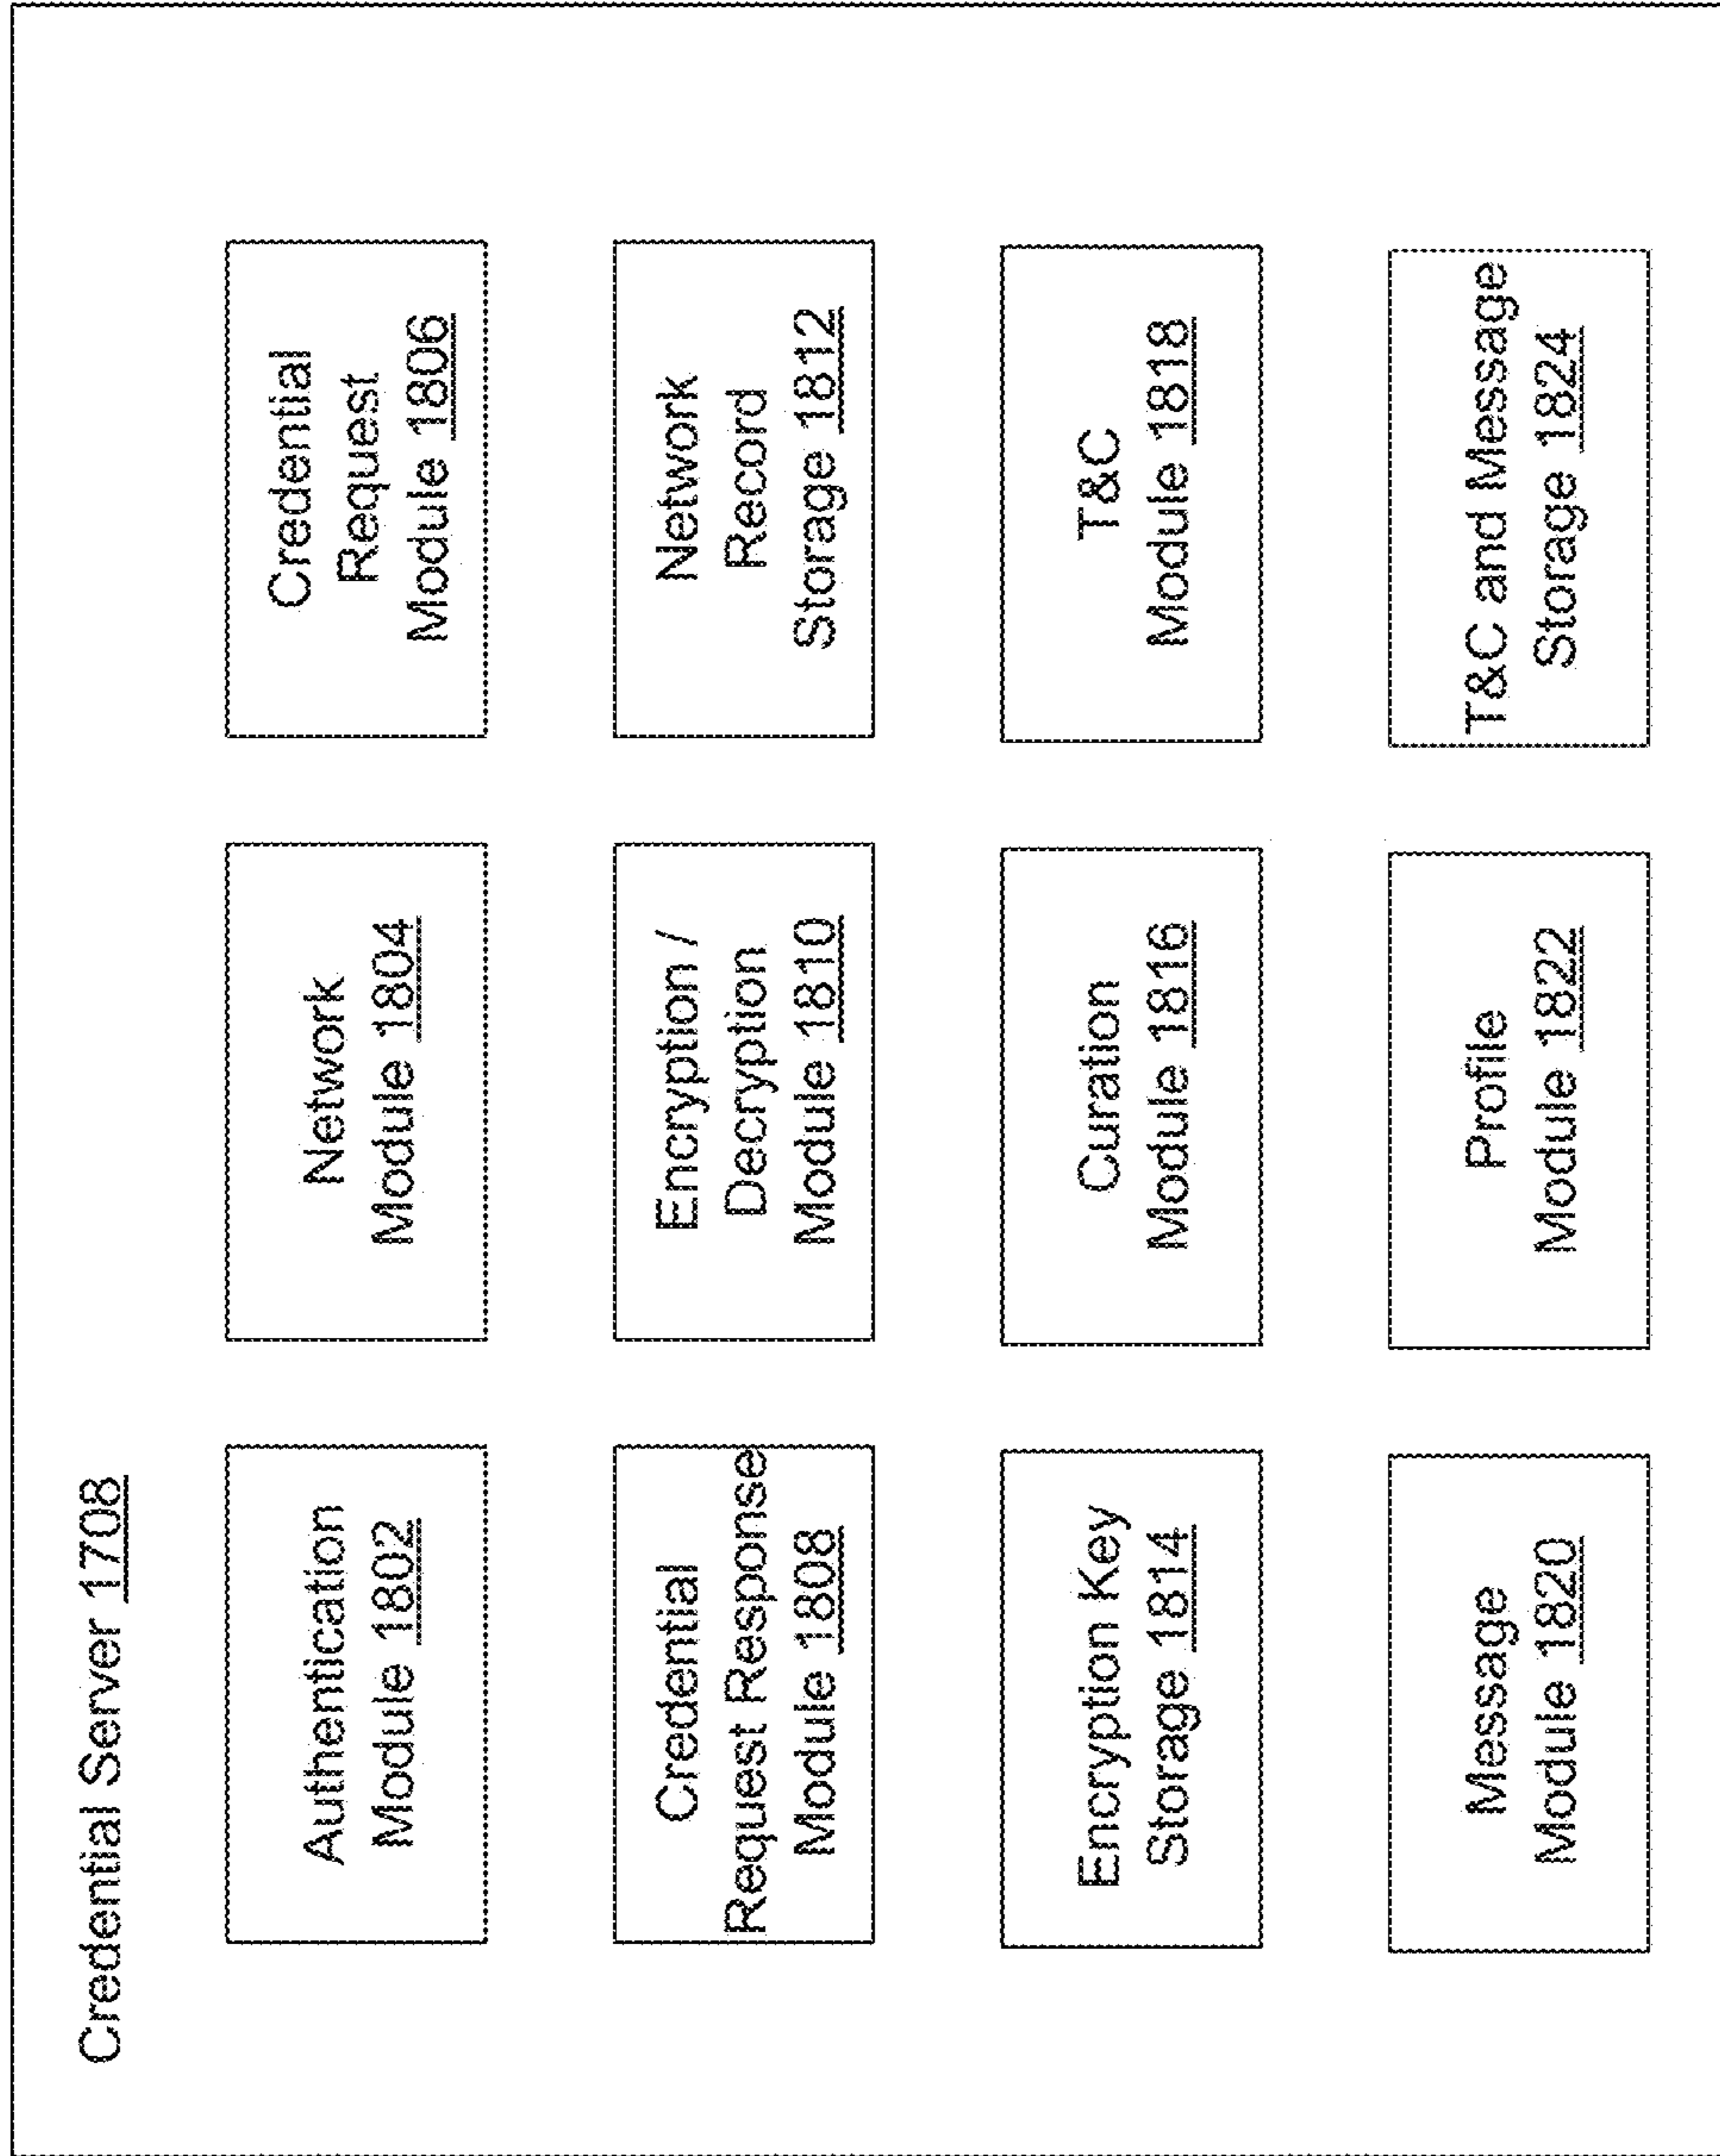 Credential Server 1708
Authentication
Module 1802
Network
Module 1804
Credential
Request
Module 1806
Credential
Request Response
Module 1808
Encryption /
Decryption
Module 1810
Network
Record
Storage 1812
Encryption Key
Storage 1814
Curation
Module 1816
T&C
Module 1818
Message
Module 1820
Profile
Module 1822
T&C and Message
Storage 1824